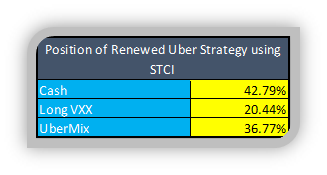 Position of Renewed Uber Strategy using
STCI
Cash 42.79%
Long VXX 20.44%
UberMix 36.77%